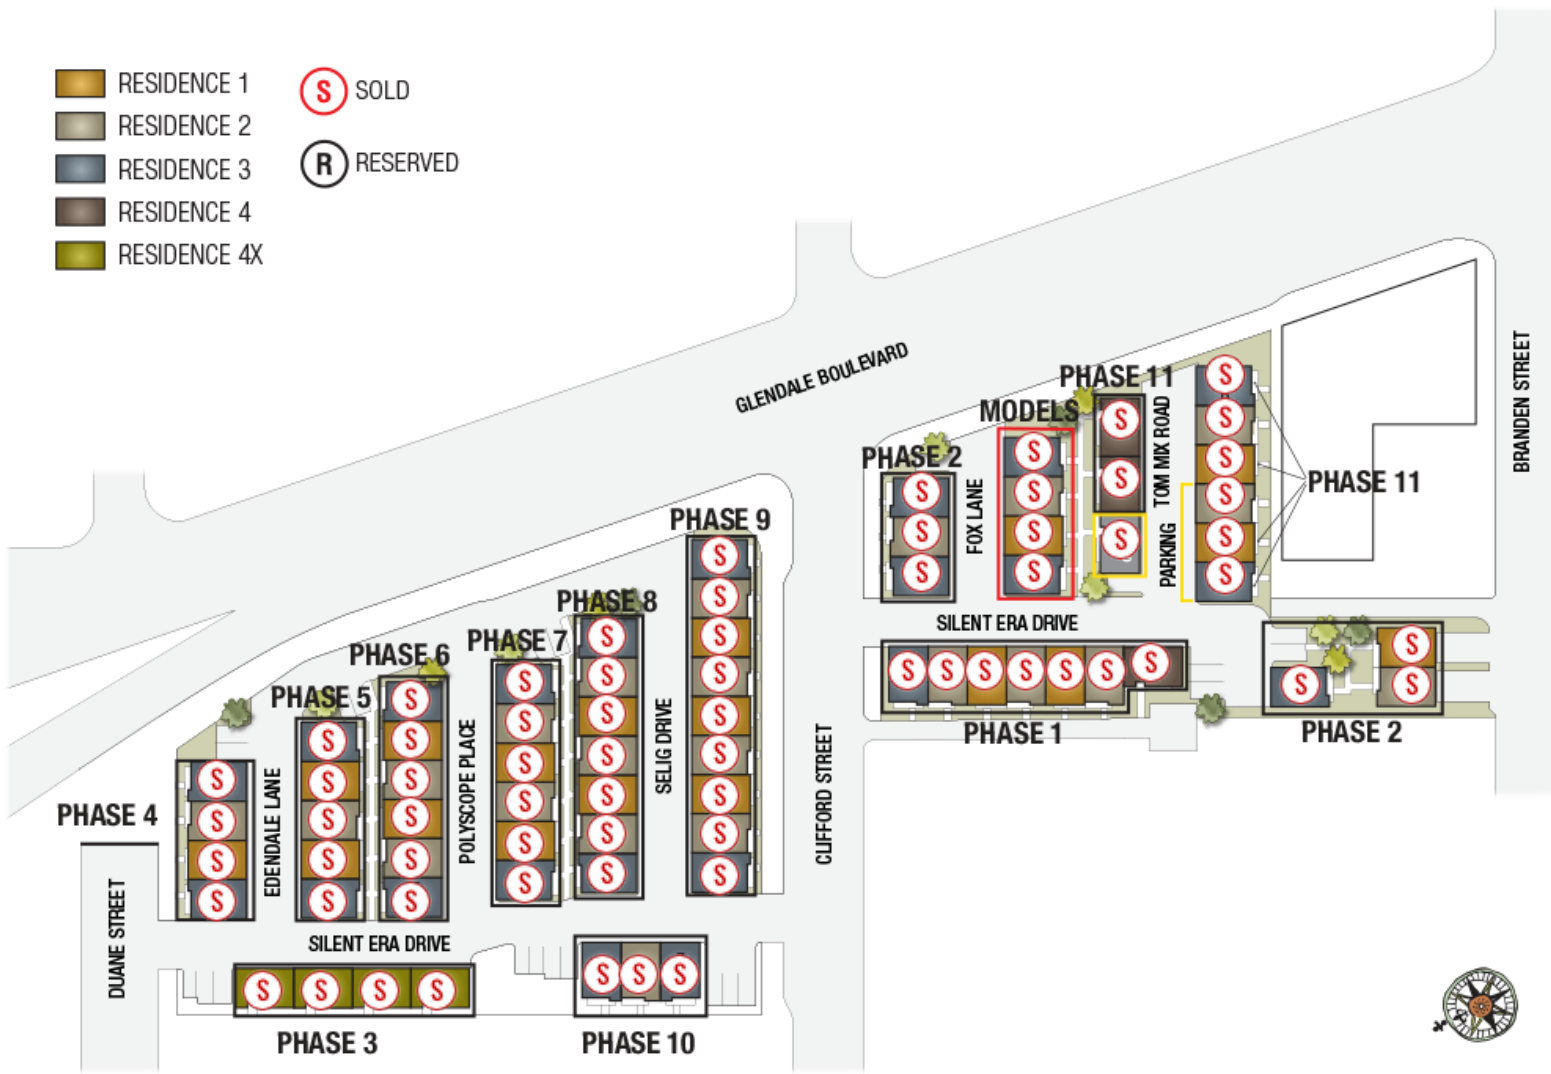 RESIDENCE 1
RESIDENCE 2
RESIDENCE 3
RESIDENCE 4
RESIDENCE 4X
S SOLD
R RESERVED
GLENDALE BOULEVARD
BRANDEN STREET
PHASE 11
S
S
S
TOM MIX ROAD
PARKING
S
S
S
S
S
S
PHASE 11
MODELS
S
S
S
S
PHASE 2
S
S
S
FOX LANE
SILENT ERA DRIVE
S
S
S
S
S
S
S
PHASE 1
S
S
S
PHASE 2
CLIFFORD STREET
PHASE 9
S
S
S
S
S
S
S
S
S
SELIG DRIVE
PHASE 8
S
S
S
S
S
S
S
PHASE 7
S
S
S
S
S
S
POLYSCOPE PLACE
PHASE 6
S
S
S
S
S
S
PHASE 5
S
S
S
S
S
EDENDALE LANE
PHASE 4
S
S
S
S
DUANE STREET
SILENT ERA DRIVE
S
S
S
S
PHASE 3
S
S
S
PHASE 10